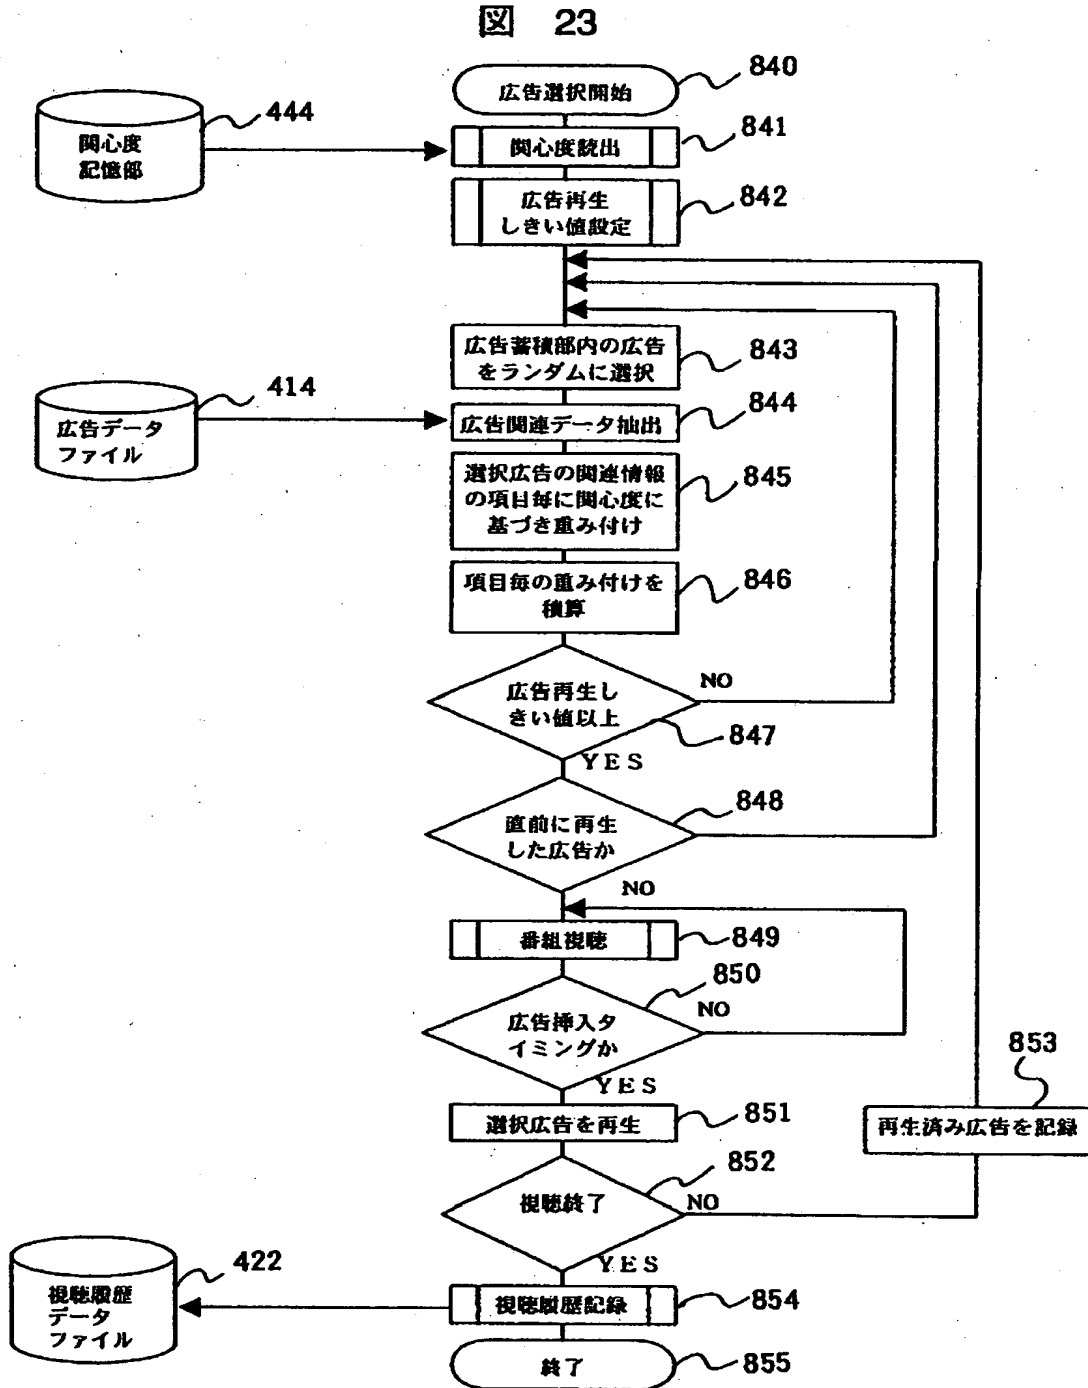 図 23
広告選択開始
840
444
関心度
記憶部
関心度読出
841
広告再生
しきい値設定
842
広告蓄積部内の広告
をランダムに選択
843
414
広告データ
ファイル
広告関連データ抽出
844
選択広告の関連情報
の項目毎に関心度に
基づき重み付け
845
項目毎の重み付けを
積算
846
広告再生し
きい値以上
NO
847
YES
直前に再生
した広告か
848
NO
番組視聴
849
850
広告挿入タ
イミングか
NO
YES
853
選択広告を再生
851
再生済み広告を記録
852
視聴終了
NO
YES
422
視聴履歴
データ
ファイル
視聴履歴記録
854
終了
855